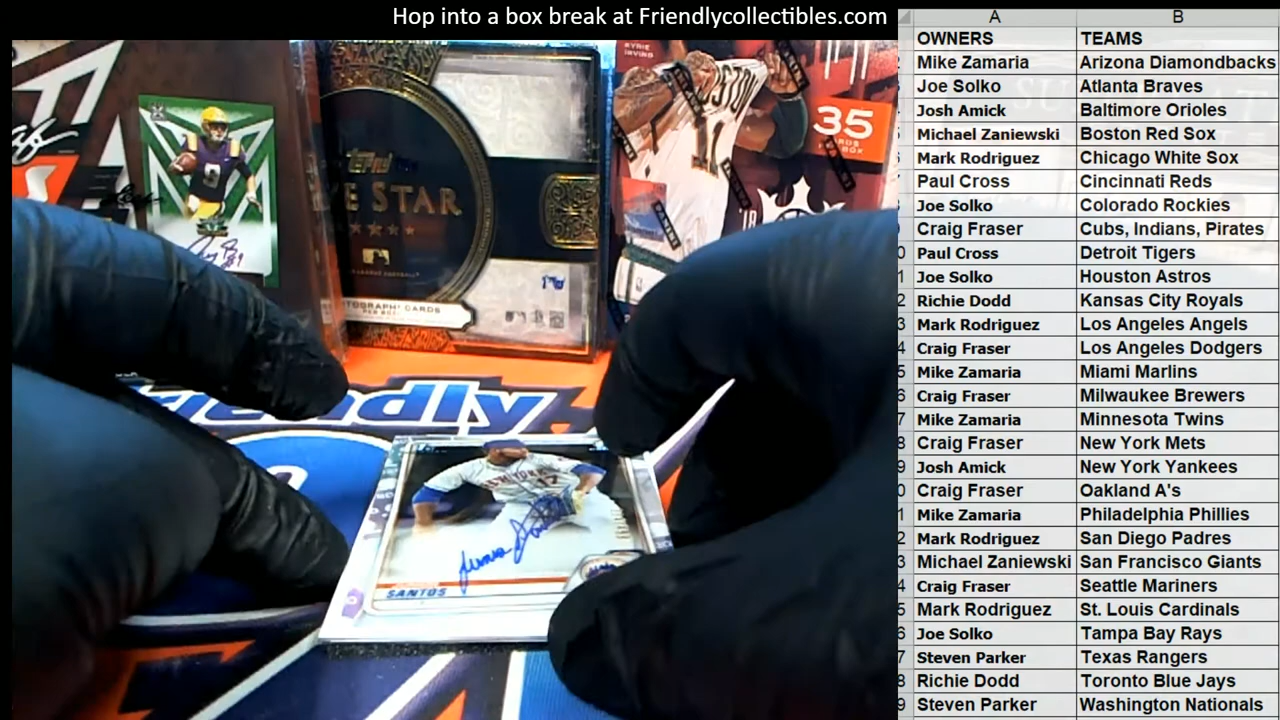 Hop into a box break at Friendlycollectibles.com
A B
OWNERS TEAMS
Mike Zamaria Arizona Diamondbacks
Joe Solko Atlanta Braves
Josh Amick Baltimore Orioles
Michael Zaniewski Boston Red Sox
Mark Rodriguez Chicago White Sox
Paul Cross Cincinnati Reds
Joe Solko Colorado Rockies
Craig Fraser Cubs, Indians, Pirates
Paul Cross Detroit Tigers
Joe Solko Houston Astros
Richie Dodd Kansas City Royals
Mark Rodriguez Los Angeles Angels
Craig Fraser Los Angeles Dodgers
Mike Zamaria Miami Marlins
Craig Fraser Milwaukee Brewers
Mike Zamaria Minnesota Twins
Craig Fraser New York Mets
Josh Amick New York Yankees
Craig Fraser Oakland A's
Mike Zamaria Philadelphia Phillies
Mark Rodriguez San Diego Padres
Michael Zaniewski San Francisco Giants
Craig Fraser Seattle Mariners
Mark Rodriguez St. Louis Cardinals
Joe Solko Tampa Bay Rays
Steven Parker Texas Rangers
Richie Dodd Toronto Blue Jays
Steven Parker Washington Nationals
KYRIE
IRVING
35
11
9
STAR
CARDS
17
SANTOS